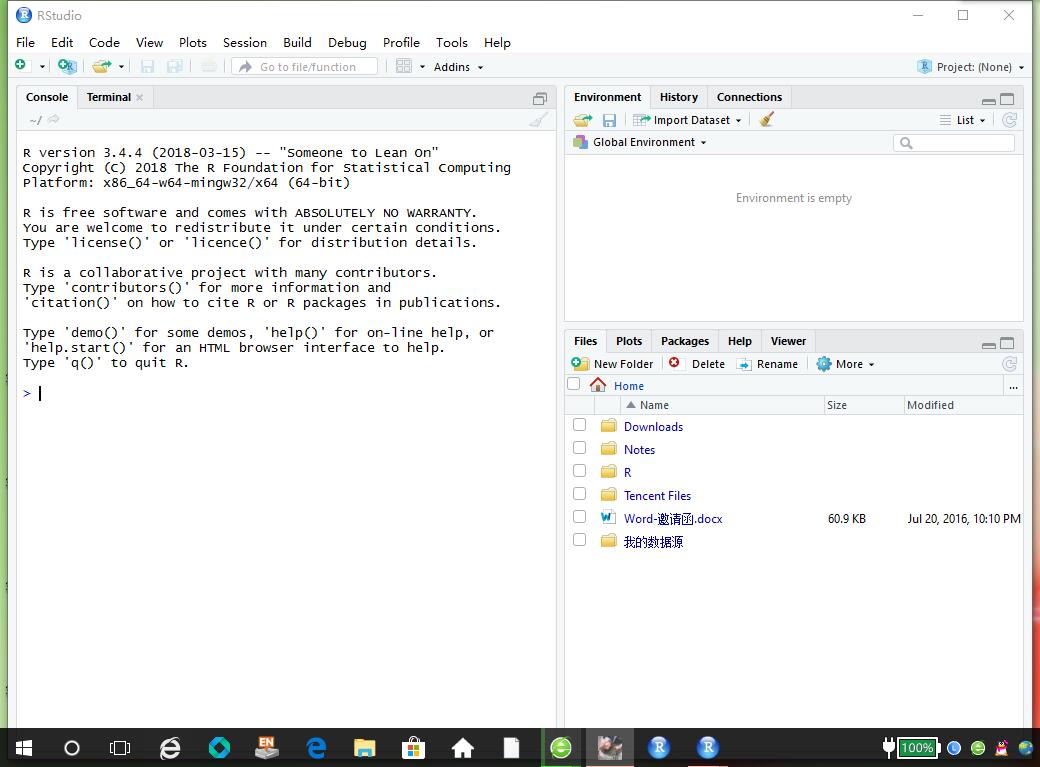 RStudio
File Edit Code View Plots Session Build Debug Profile Tools Help
Go to file/function Addins Project: (None)
Console Terminal
~/
R version 3.4.4 (2018-03-15) -- "Someone to Lean On"
Copyright (C) 2018 The R Foundation for Statistical Computing
Platform: x86_64-w64-mingw32/x64 (64-bit)
R is free software and comes with ABSOLUTELY NO WARRANTY.
You are welcome to redistribute it under certain conditions.
Type 'license()' or 'licence()' for distribution details.
R is a collaborative project with many contributors.
Type 'contributors()' for more information and
'citation()' on how to cite R or R packages in publications.
Type 'demo()' for some demos, 'help()' for on-line help, or
'help.start()' for an HTML browser interface to help.
Type 'q()' to quit R.
>
Environment History Connections
Import Dataset List
Global Environment
Environment is empty
Files Plots Packages Help Viewer
New Folder Delete Rename More
Home ...
Name Size Modified
Downloads
Notes
R
Tencent Files
Word-邀请函.docx 60.9 KB Jul 20, 2016, 10:10 PM
我的数据源
EN
100%